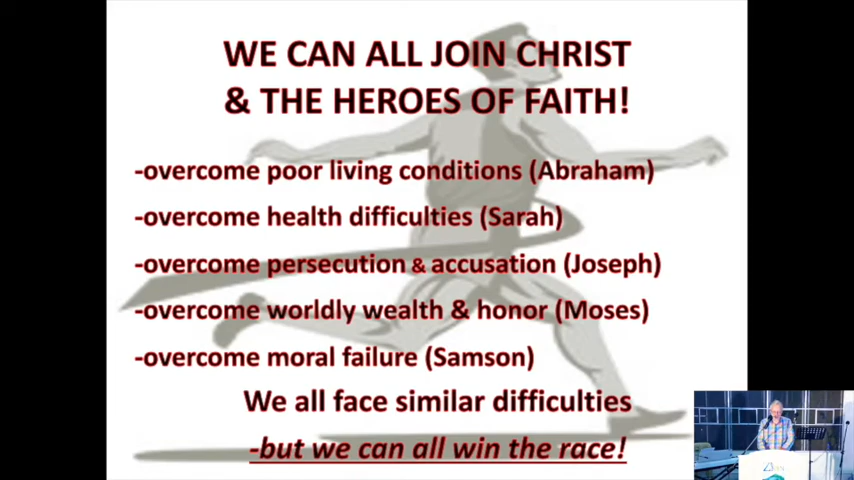 WE CAN ALL JOIN CHRIST
& THE HEROES OF FAITH!
-overcome poor living conditions (Abraham)
-overcome health difficulties (Sarah)
-overcome persecution & accusation (Joseph)
-overcome worldly wealth & honor (Moses)
-overcome moral failure (Samson)
We all face similar difficulties
-but we can all win the race!